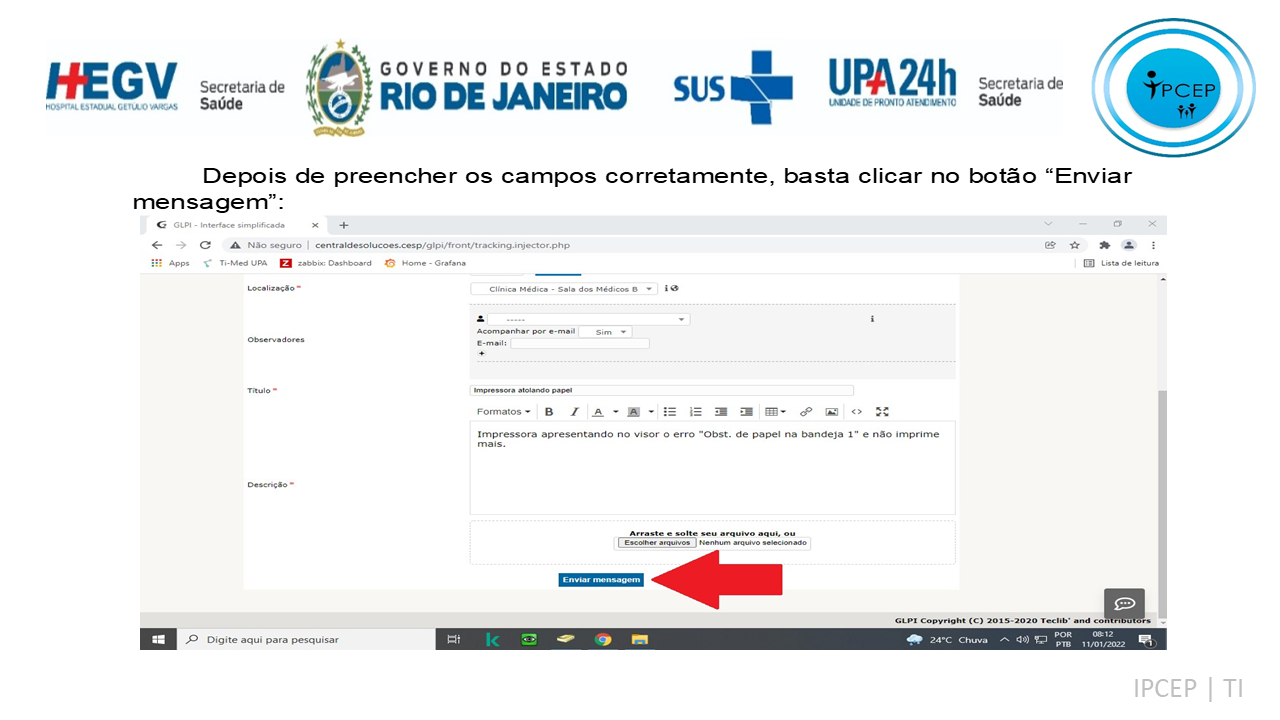 HEGV
HOSPITAL ESTADUAL GETÚLIO VARGAS
Secretaria de
Saúde
GOVERNO DO ESTADO
RIO DE JANEIRO
SUS
UPA 24h
UNIDADE DE PRONTO ATENDIMENTO
Secretaria de
Saúde
IPCEP
Depois de preencher os campos corretamente, basta clicar no botão “Enviar
mensagem”:
GLPI - Interface simplificada
Não seguro | centraldesolucoes.cesp/glpi/front/tracking.injector.php
Apps Ti-Med UPA zabbix: Dashboard Home - Grafana Lista de leitura
Localização * Clínica Médica - Sala dos Médicos B
-----
Acompanhar por e-mail Sim
Observadores
E-mail:
Título * Impressora atolando papel
Formatos B I A A
Impressora apresentando no visor o erro "Obst. de papel na bandeja 1" e não imprime
mais.
Descrição *
Arraste e solte seu arquivo aqui, ou
Escolher arquivos Nenhum arquivo selecionado
Enviar mensagem
GLPI Copyright (C) 2015-2020 Teclib' and contributors
Digite aqui para pesquisar
24°C Chuva
POR
PTB
08:12
11/01/2022
1
IPCEP | TI